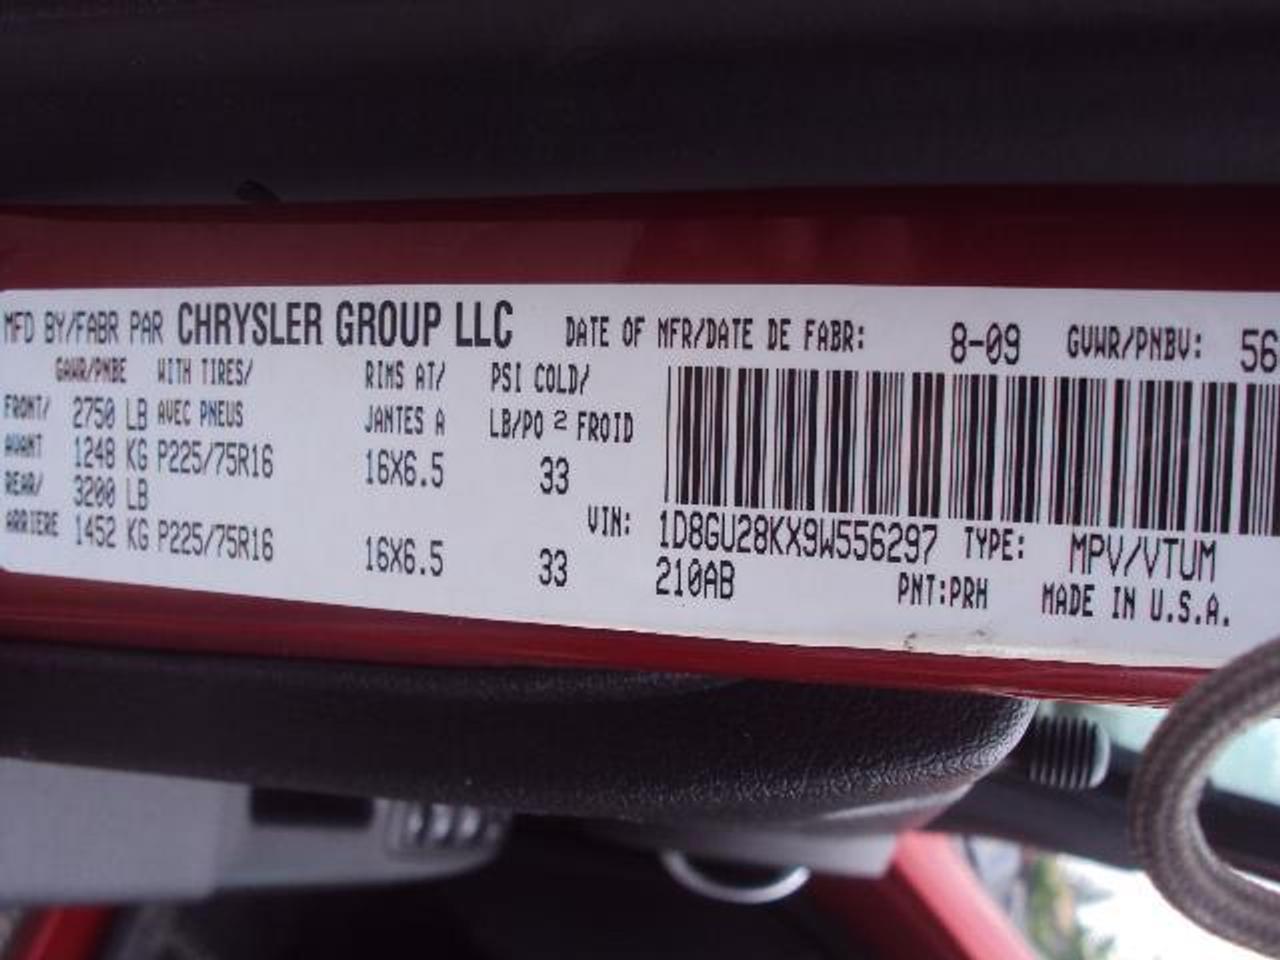 MFD BY/FABR PAR CHRYSLER GROUP LLC DATE OF MFR/DATE DE FABR: 8-09 GVWR/PNBV: 56
GAWR/PNBE WITH TIRES/ RIMS AT/ PSI COLD/
FRONT/ 2750 LB AVEC PNEUS JANTES A LB/PO 2 FROID
AVANT 1248 KG P225/75R16 16X6.5 33
REAR/ 3200 LB
ARRIERE 1452 KG P225/75R16 16X6.5 33
VIN: 1D8GU28KX9W556297 TYPE: MPV/VTUM
210AB PNT:PRH MADE IN U.S.A.